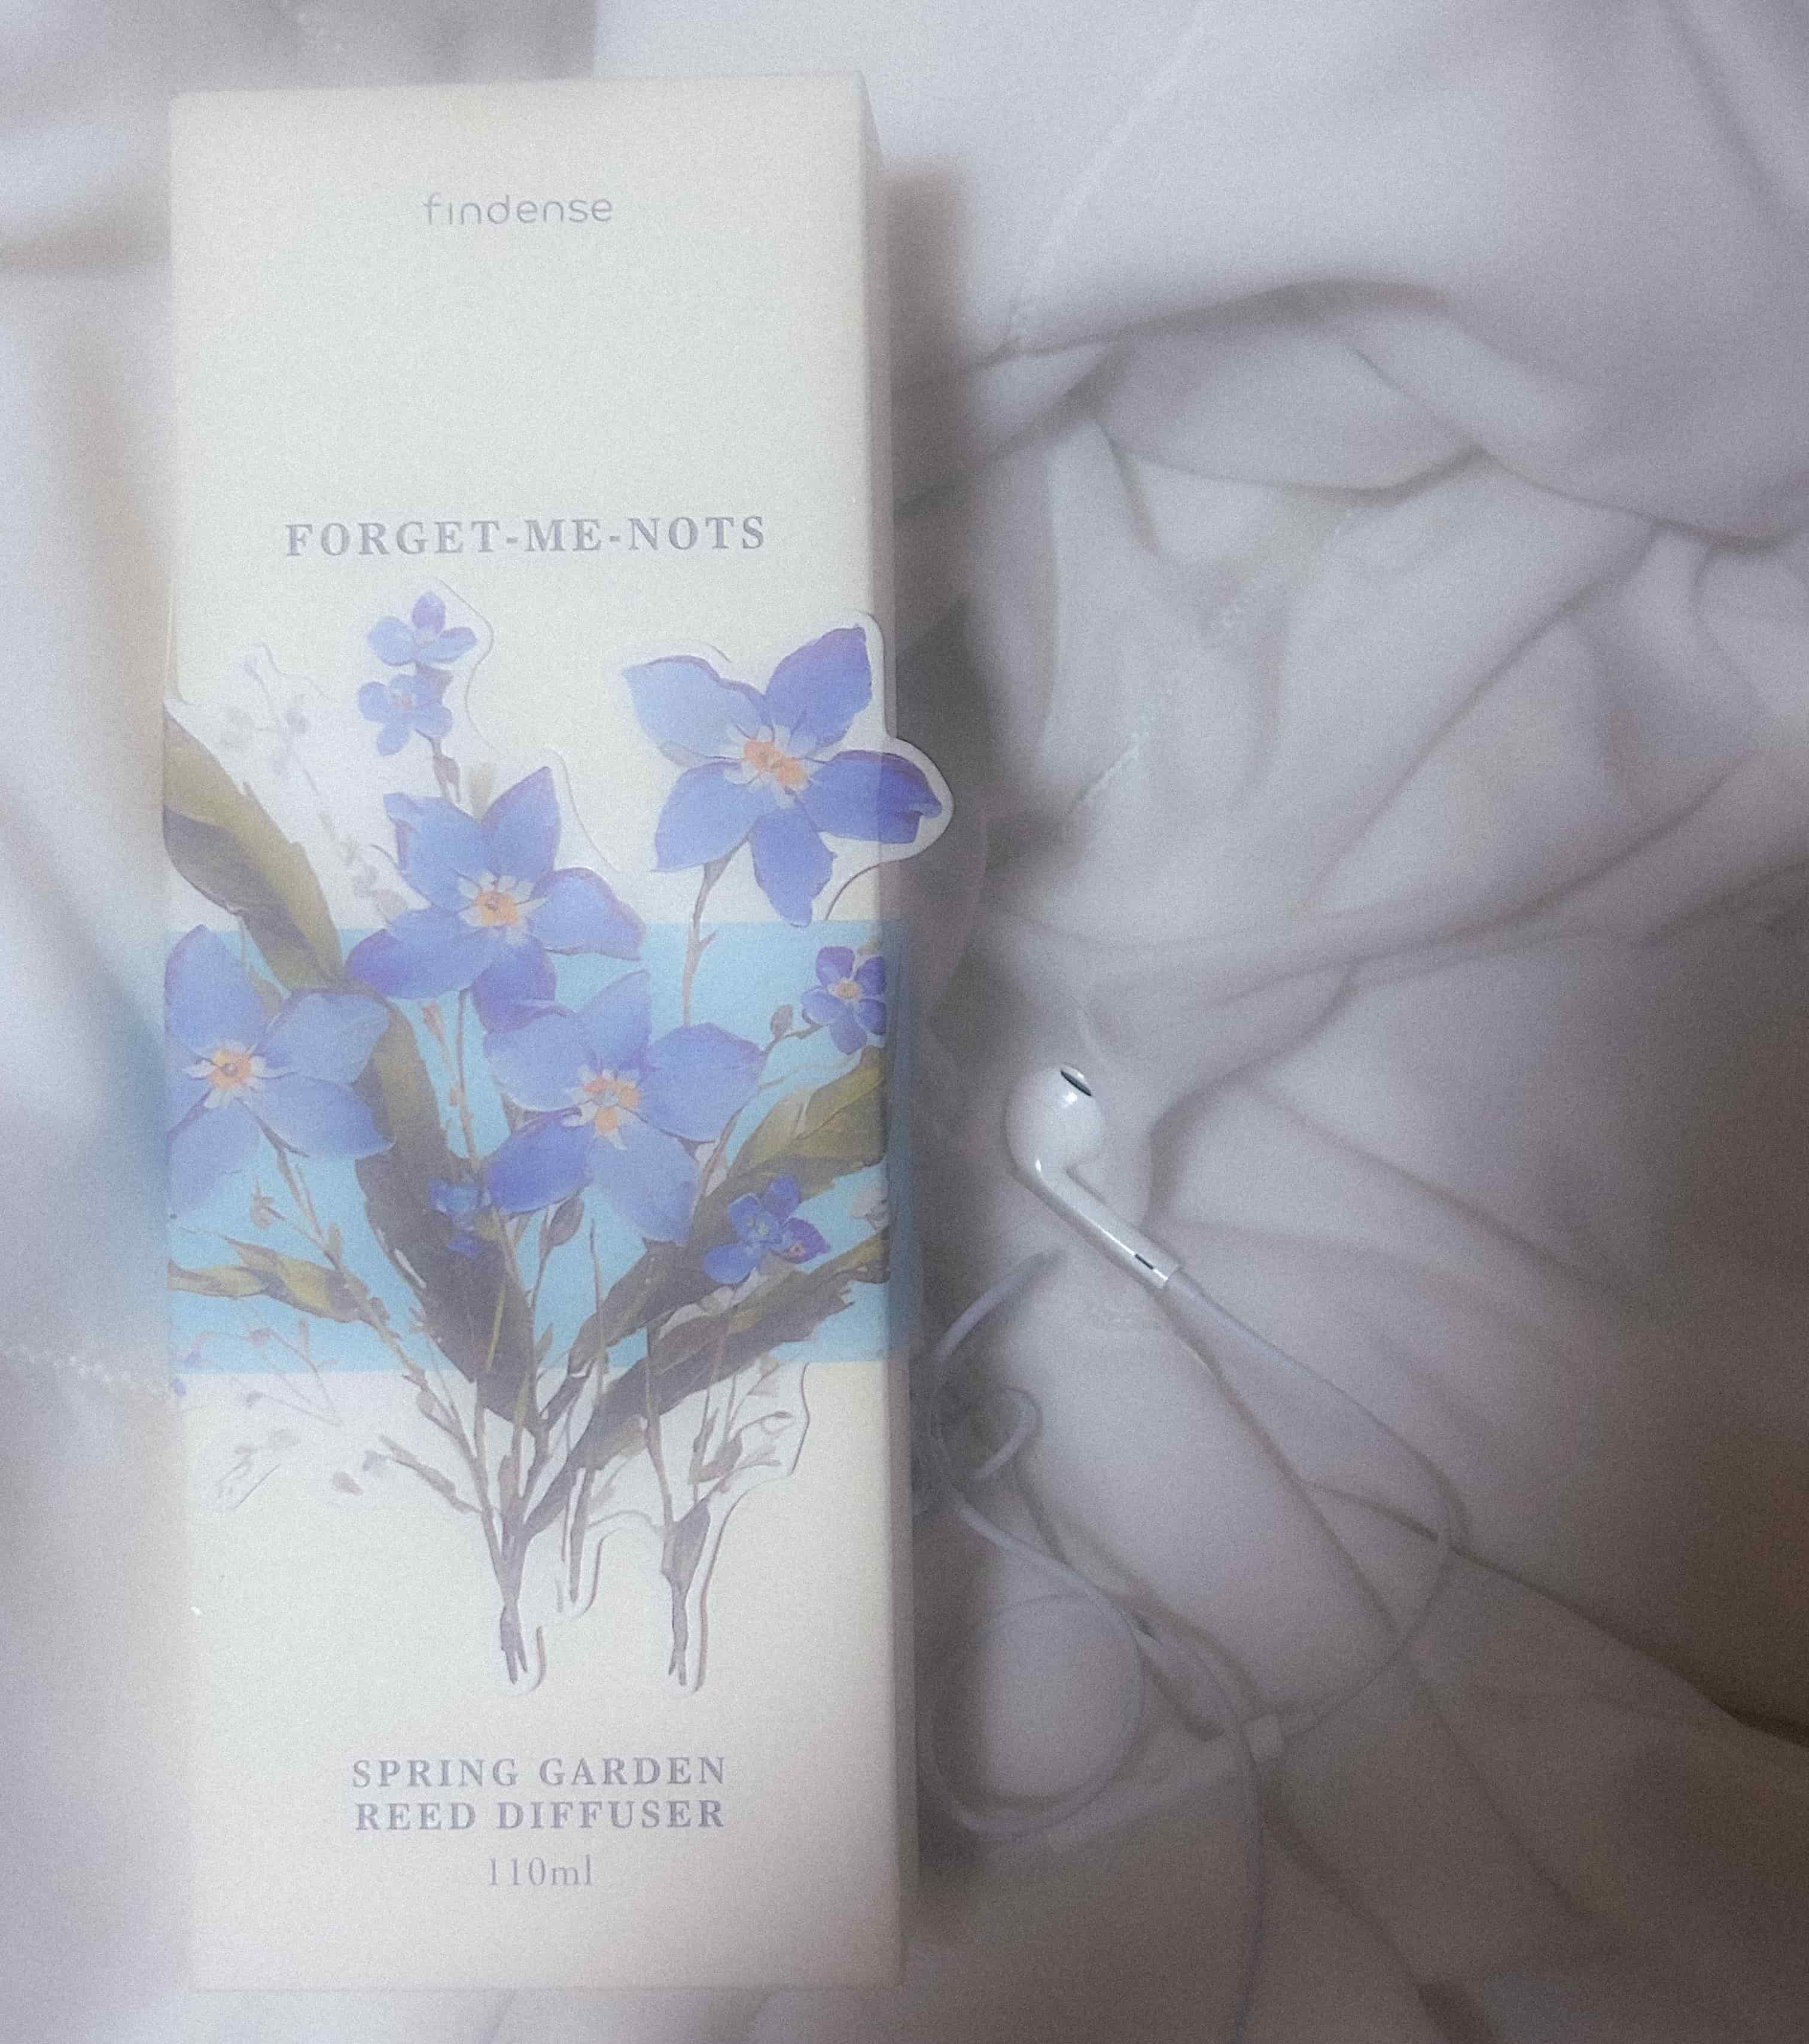 findense
FORGET-ME-NOTS
SPRING GARDEN
REED DIFFUSER
110ml